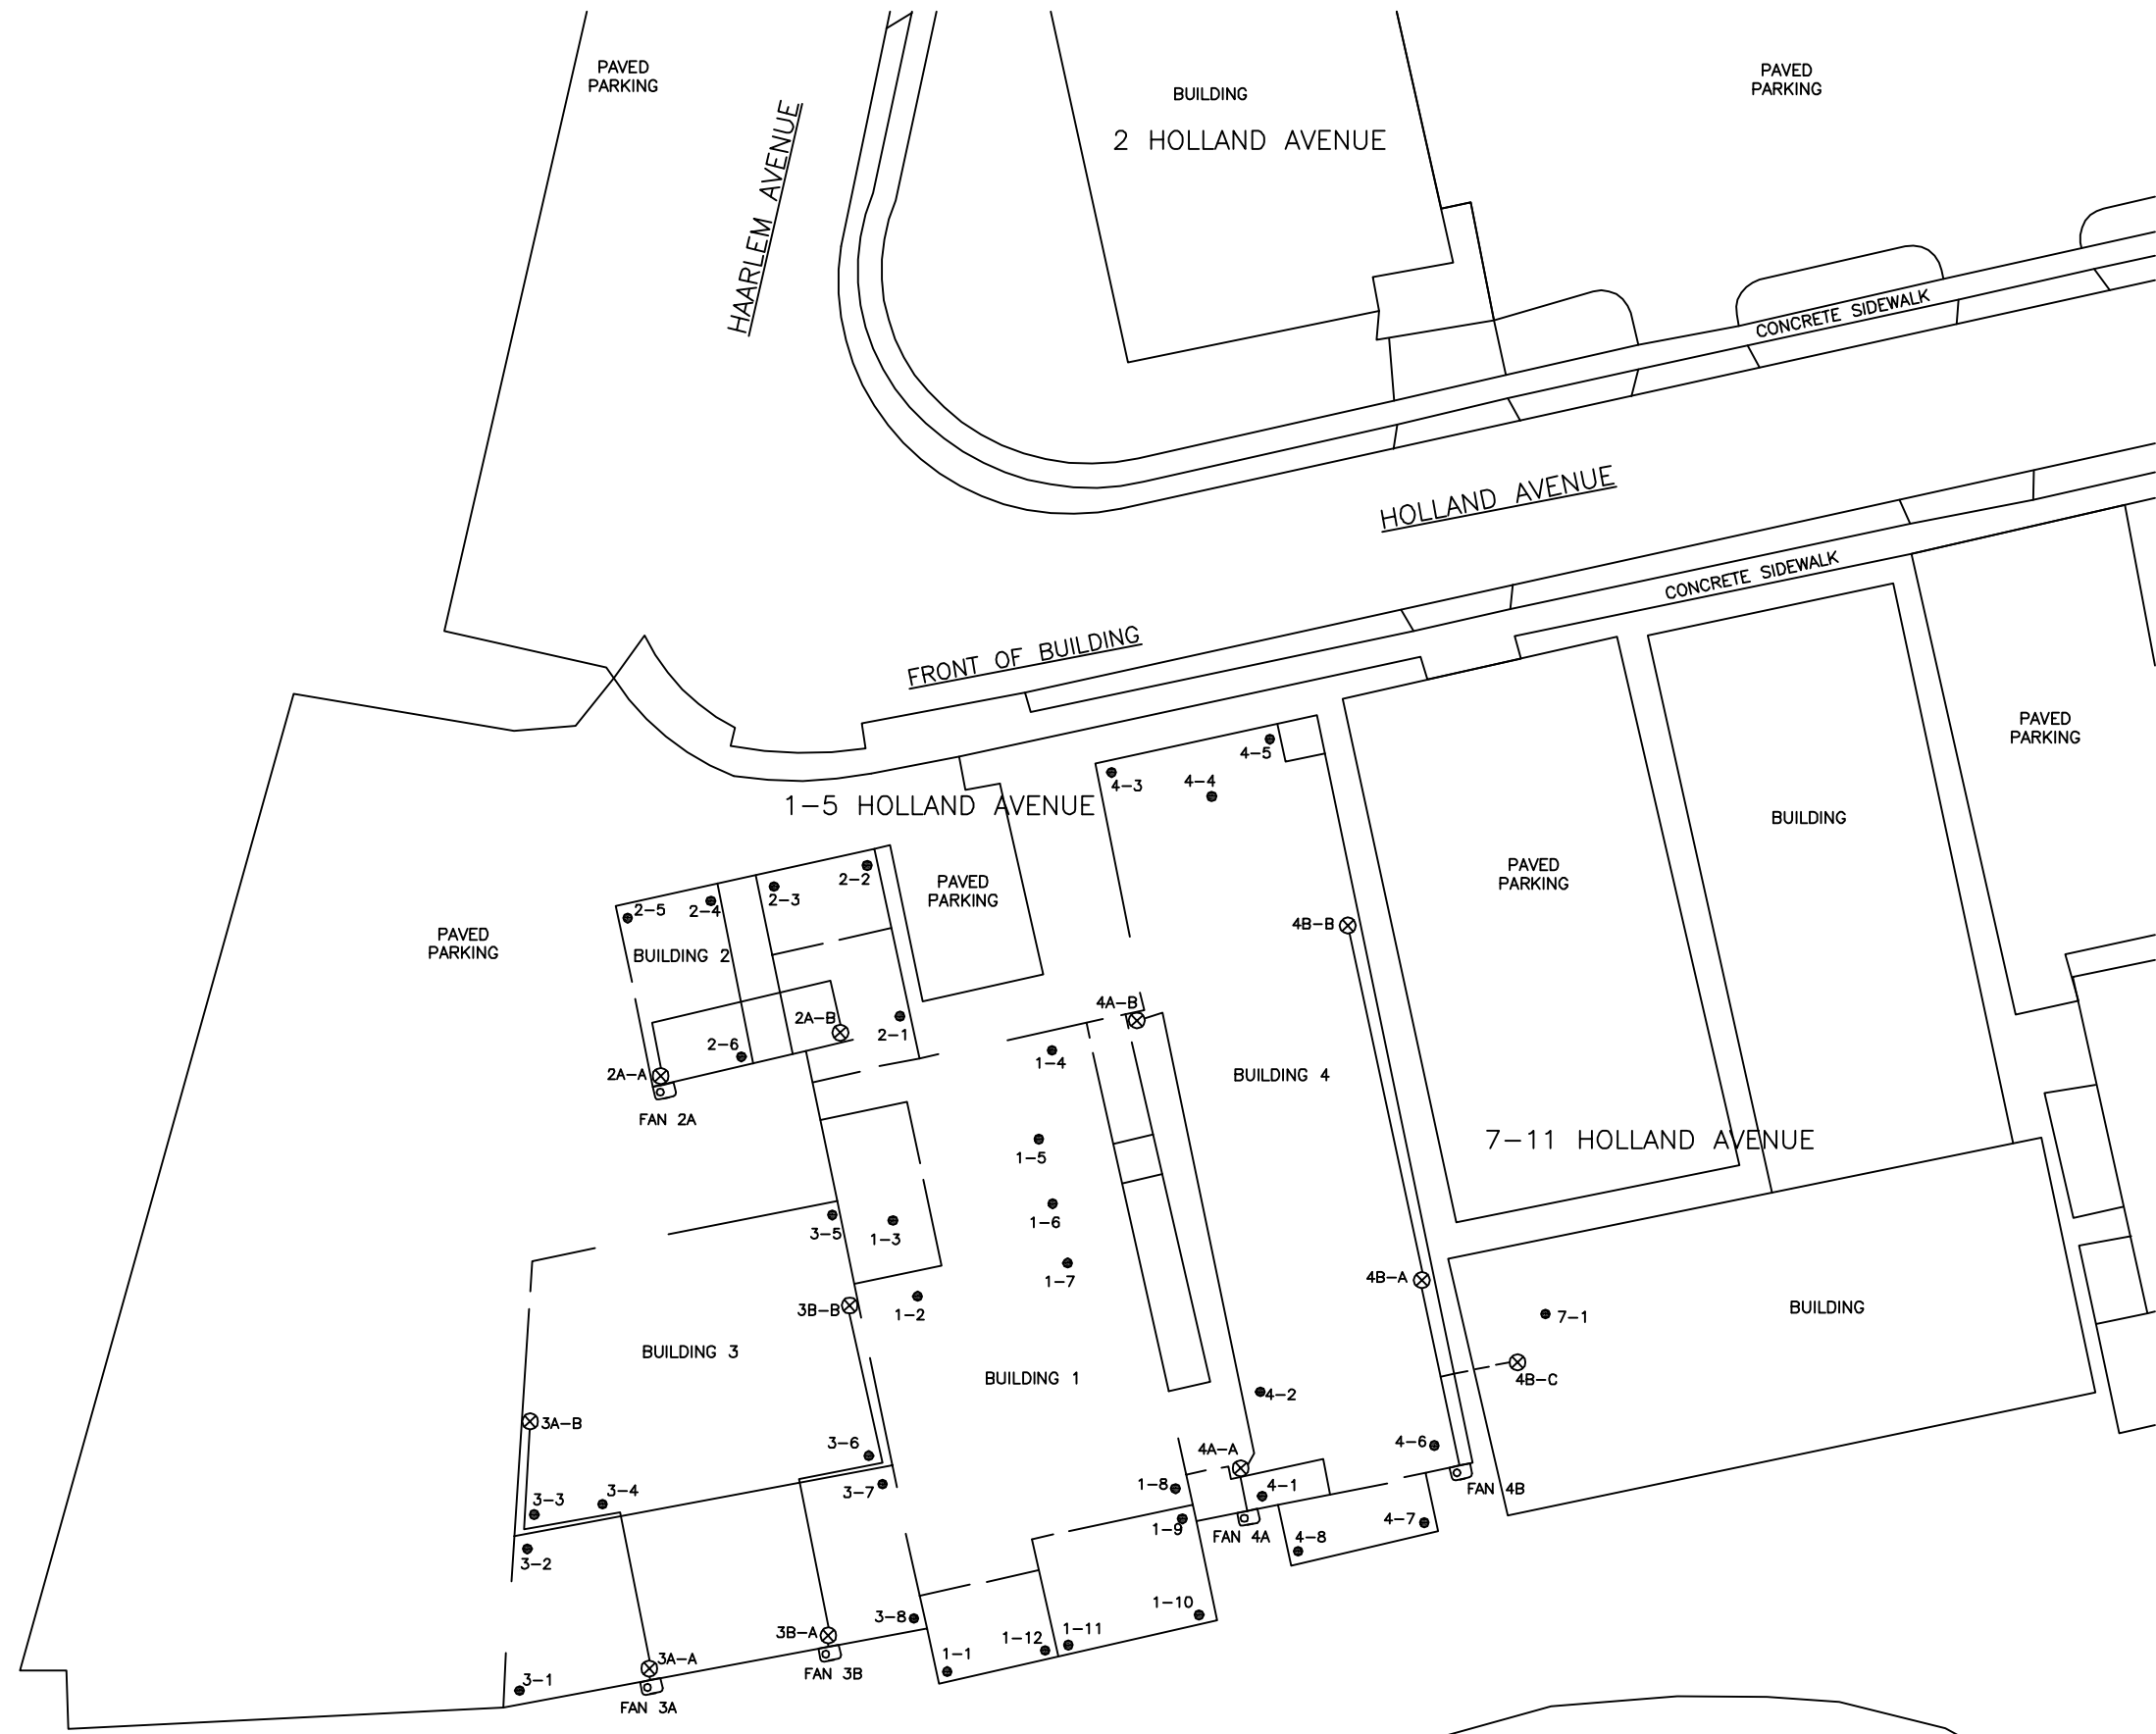 PAVED
PARKING
BUILDING
2 HOLLAND AVENUE
PAVED
PARKING
HAARLEM AVENUE
CONCRETE SIDEWALK
HOLLAND AVENUE
CONCRETE SIDEWALK
FRONT OF BUILDING
1-5 HOLLAND AVENUE
4-3
4-4
4-5
PAVED
PARKING
BUILDING
PAVED
PARKING
PAVED
PARKING
2-5
2-4
2-3
2-2
PAVED
PARKING
BUILDING 2
4B-B
2A-B
2-1
2-6
2A-A
FAN 2A
4A-B
1-4
BUILDING 4
1-5
7-11 HOLLAND AVENUE
3-5
1-3
1-6
1-7
4B-A
3B-B
1-2
7-1
BUILDING
BUILDING 3
BUILDING 1
4B-C
4-2
3A-B
3-6
4A-A
4-6
3-3
3-4
3-7
1-8
4-1
FAN 4B
1-9
FAN 4A
4-8
4-7
3-2
3-8
1-10
3B-A
1-12
1-11
3A-A
FAN 3B
1-1
3-1
FAN 3A